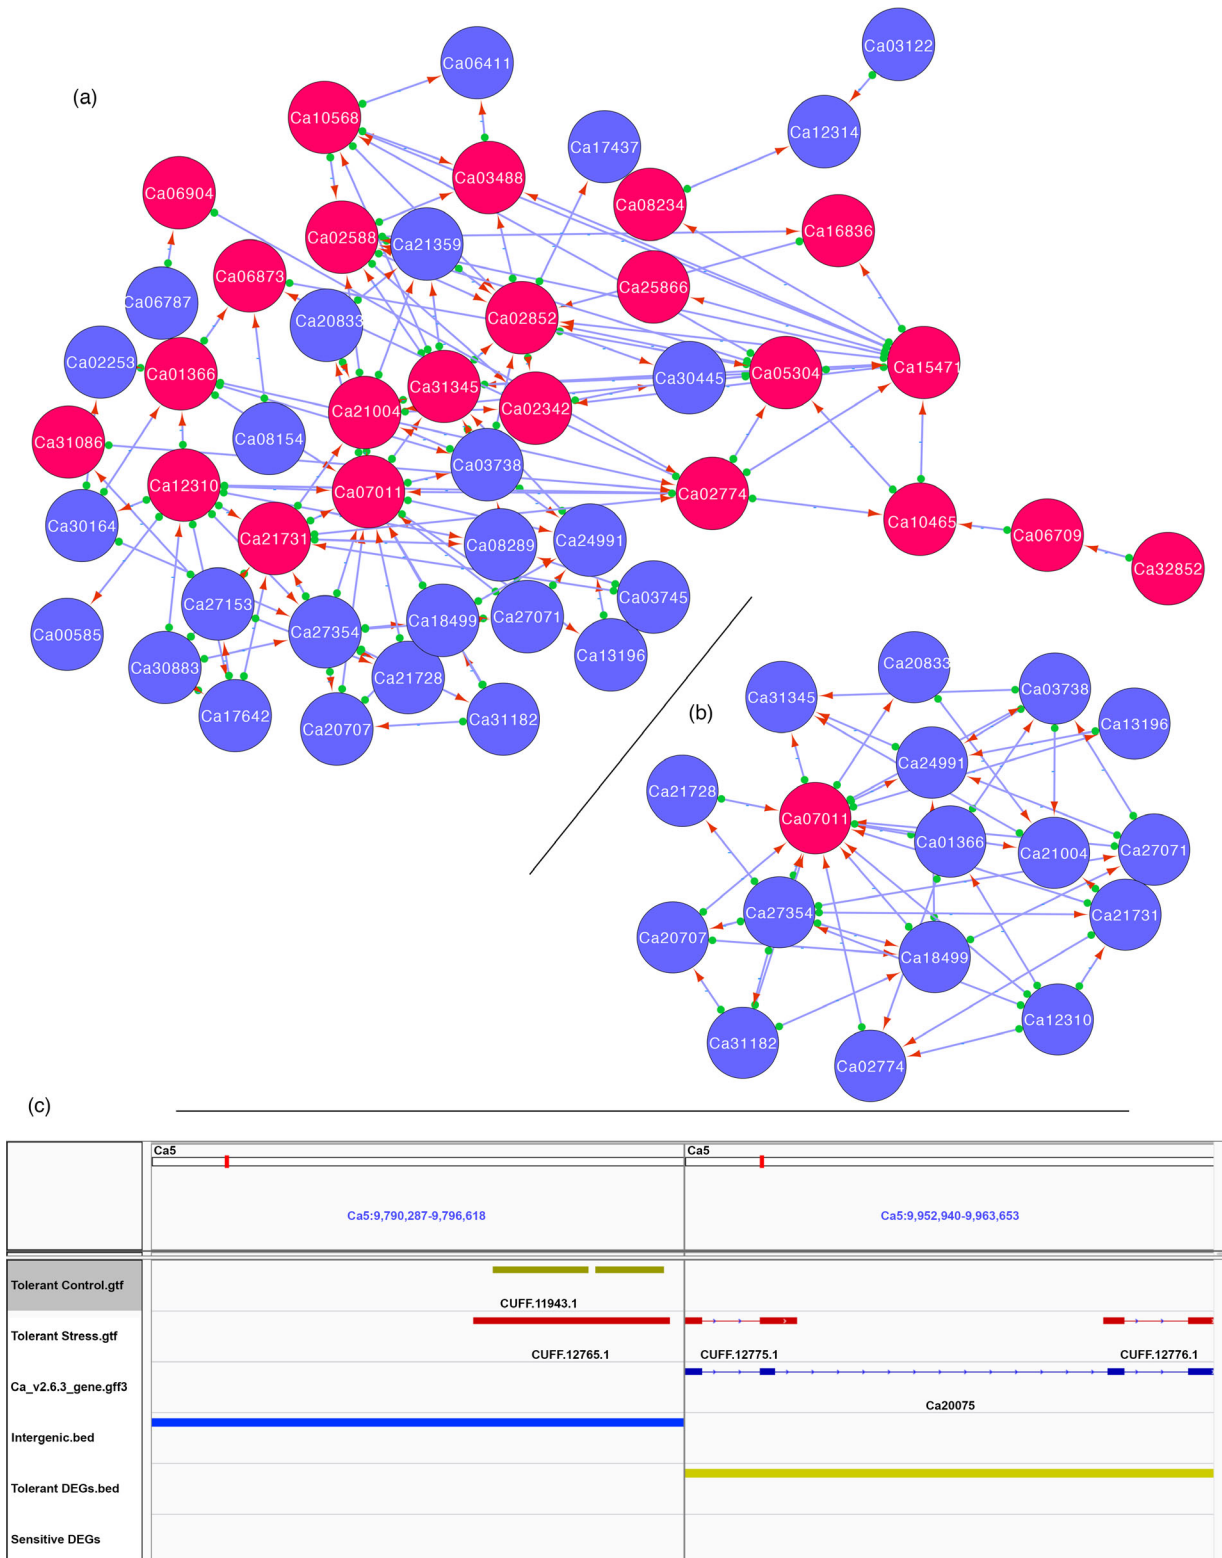 (a)
Ca03122
Ca06411
Ca10568
Ca12314
Ca17437
Ca03488
Ca06904
Ca08234
Ca16836
Ca02588
Ca21359
Ca06873
Ca25866
Ca06787
Ca02852
Ca20833
Ca02253
Ca01366
Ca15471
Ca05304
Ca30445
Ca31345
Ca21004
Ca02342
Ca31086
Ca08154
Ca03738
Ca12310
Ca07011
Ca02774
Ca30164
Ca10465
Ca06709
Ca21731
Ca08289
Ca24991
Ca32852
Ca03745
Ca27153
Ca27071
Ca18499
Ca00585
Ca27354
Ca13196
Ca30883
Ca21728
Ca17642
Ca20707
Ca31182
(b)
Ca20833
Ca03738
Ca31345
Ca13196
Ca24991
Ca21728
Ca07011
Ca01366
Ca21004
Ca27071
Ca27354
Ca21731
Ca20707
Ca18499
Ca12310
Ca31182
Ca02774
(c)
Ca5
Ca5
Ca5:9,790,287-9,796,618
Ca5:9,952,940-9,963,653
Tolerant Control.gtf
CUFF.11943.1
Tolerant Stress.gtf
CUFF.12765.1
CUFF.12775.1
CUFF.12776.1
Ca_v2.6.3_gene.gff3
Ca20075
Intergenic.bed
Tolerant DEGs.bed
Sensitive DEGs